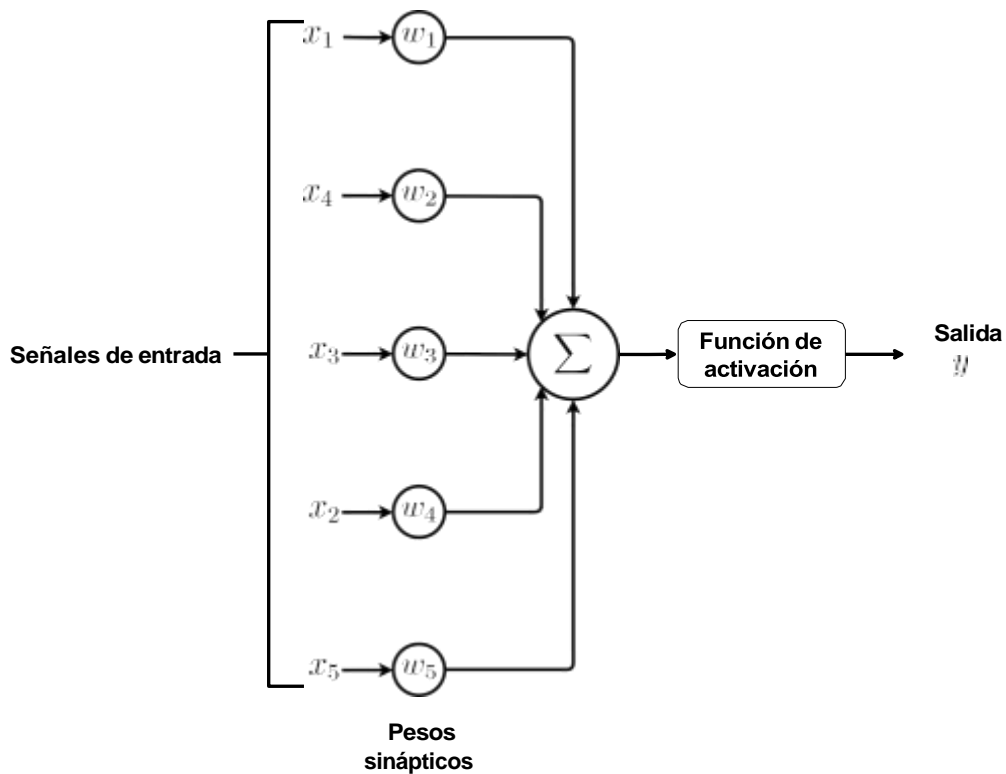 x₁ w₁
x₄ w₂
Señales de entrada
x₃ w₃
∑
Función de
activación
Salida
y
x₂ w₄
x₅ w₅
Pesos
sinápticos